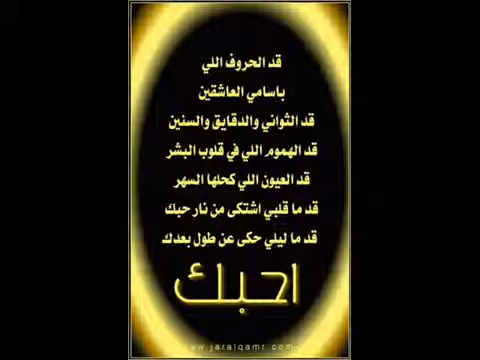 قد الحروف اللي
باسامي العاشقين
قد الثواني والدقايق والسنين
قد الهموم اللي في قلوب البشر
قد العيون اللي كحلها السهر
قد ما قلبي اشتكى من نار حبك
قد ما ليلي حكى عن طول بعدك
احبك
www.jaralqamr.com